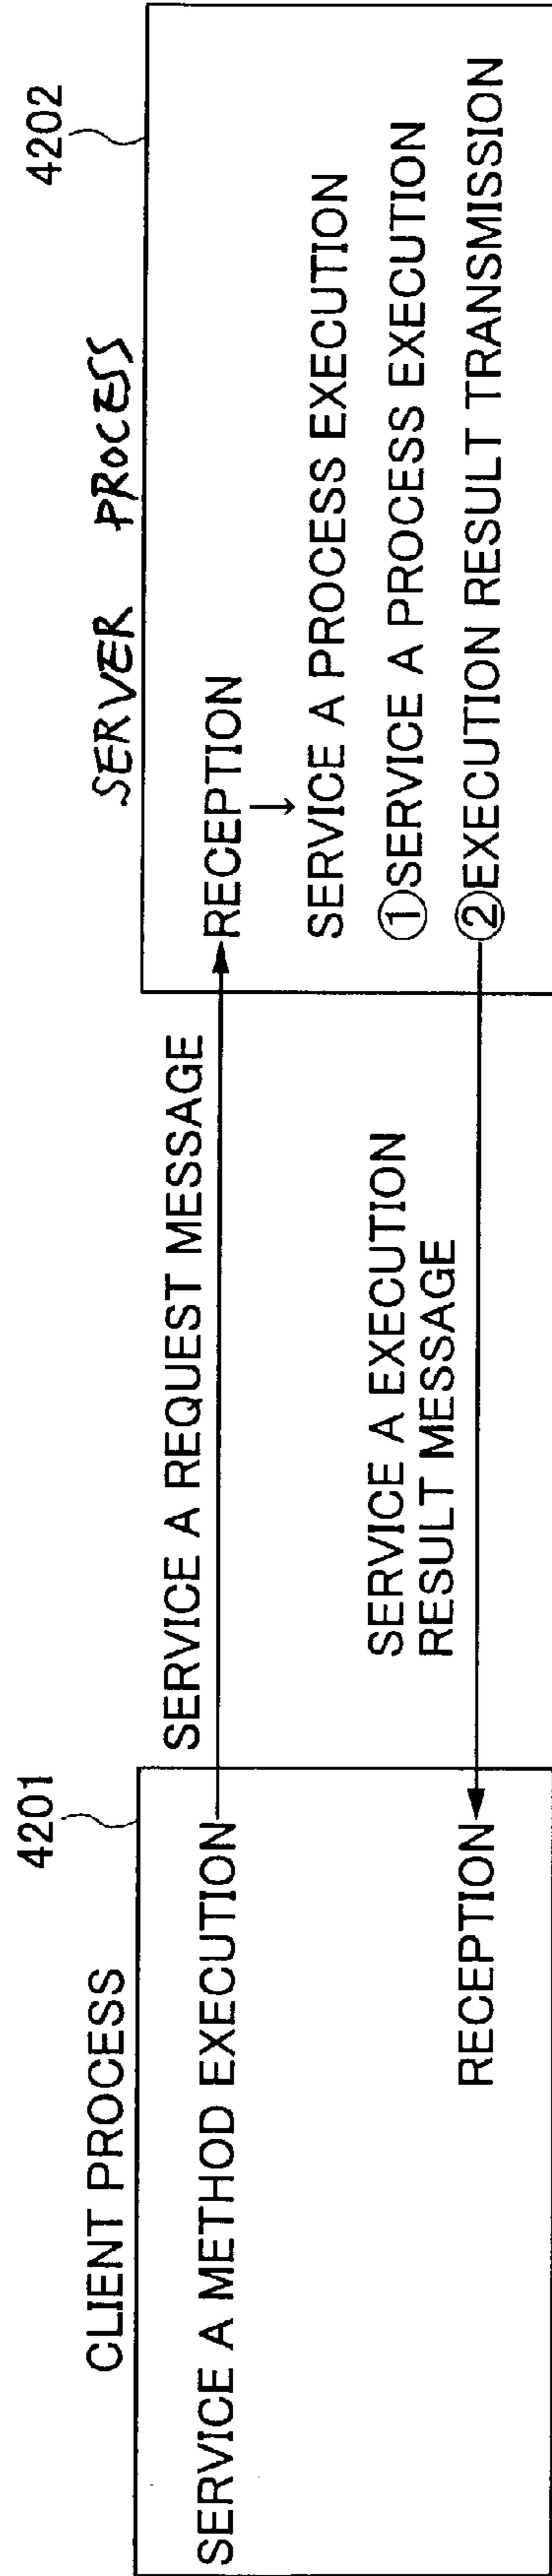 CLIENT PROCESS
4201
SERVICE A METHOD EXECUTION
RECEPTION
SERVICE A REQUEST MESSAGE
SERVICE A EXECUTION
RESULT MESSAGE
SERVER PROCESS
4202
RECEPTION
SERVICE A PROCESS EXECUTION
①SERVICE A PROCESS EXECUTION
②EXECUTION RESULT TRANSMISSION